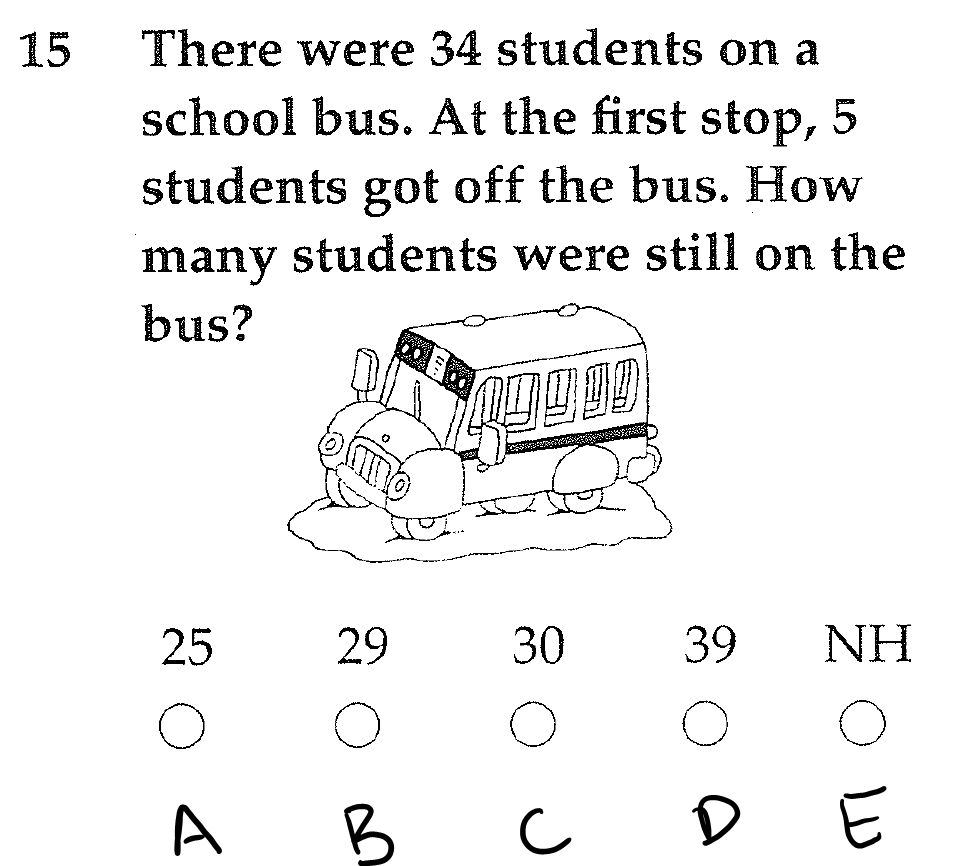 15 There were 34 students on a
school bus. At the first stop, 5
students got off the bus. How
many students were still on the
bus?
25 29 30 39 NH
A B C D E